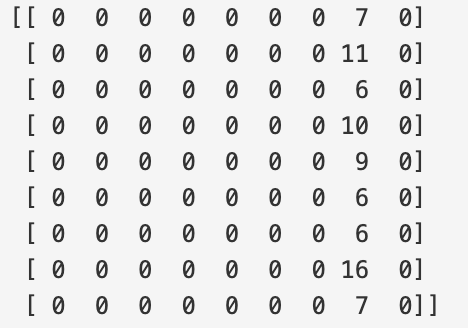 [[ 0  0  0  0  0  0  0  7  0]
 [ 0  0  0  0  0  0  0 11  0]
 [ 0  0  0  0  0  0  0  6  0]
 [ 0  0  0  0  0  0  0 10  0]
 [ 0  0  0  0  0  0  0  9  0]
 [ 0  0  0  0  0  0  0  6  0]
 [ 0  0  0  0  0  0  0  6  0]
 [ 0  0  0  0  0  0  0 16  0]
 [ 0  0  0  0  0  0  0  7  0]]